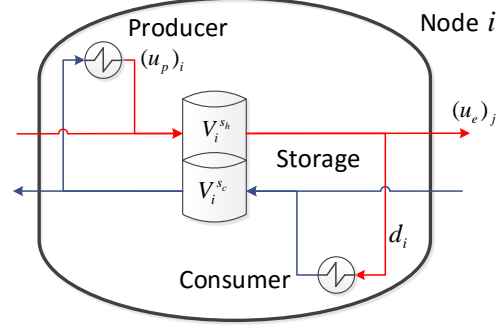 Producer
Node i
(u_p)_i
(u_e)_j
V_i^{s_h}
Storage
V_i^{s_c}
d_i
Consumer